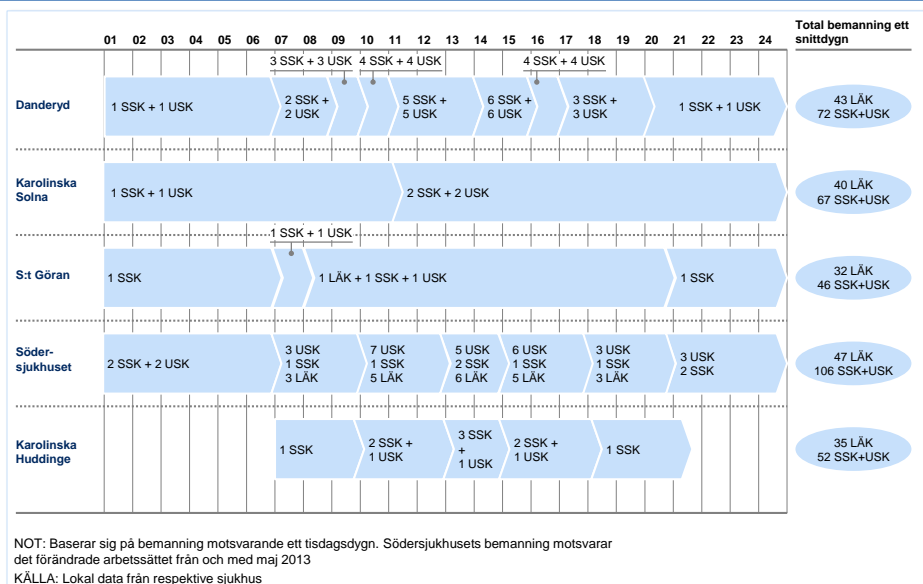 Total bemanning ett
snittdygn
01 02 03 04 05 06 07 08 09 10 11 12 13 14 15 16 17 18 19 20 21 22 23 24
3 SSK + 3 USK 4 SSK + 4 USK 4 SSK + 4 USK
Danderyd
1 SSK + 1 USK
2 SSK +
2 USK
5 SSK +
5 USK
6 SSK +
6 USK
3 SSK +
3 USK
1 SSK + 1 USK
43 LÄK
72 SSK+USK
Karolinska
Solna
1 SSK + 1 USK
2 SSK + 2 USK
40 LÄK
67 SSK+USK
1 SSK + 1 USK
S:t Göran
1 SSK
1 LÄK + 1 SSK + 1 USK
1 SSK
32 LÄK
46 SSK+USK
Söder-
sjukhuset
2 SSK + 2 USK
3 USK
1 SSK
3 LÄK
7 USK
1 SSK
5 LÄK
5 USK
2 SSK
6 LÄK
6 USK
1 SSK
5 LÄK
3 USK
1 SSK
3 LÄK
3 USK
2 SSK
47 LÄK
106 SSK+USK
Karolinska
Huddinge
1 SSK
2 SSK +
1 USK
3 SSK
+
1 USK
2 SSK +
1 USK
1 SSK
35 LÄK
52 SSK+USK
NOT: Baserar sig på bemanning motsvarande ett tisdagsdygn. Södersjukhusets bemanning motsvarar
det förändrade arbetssättet från och med maj 2013
KÄLLA: Lokal data från respektive sjukhus